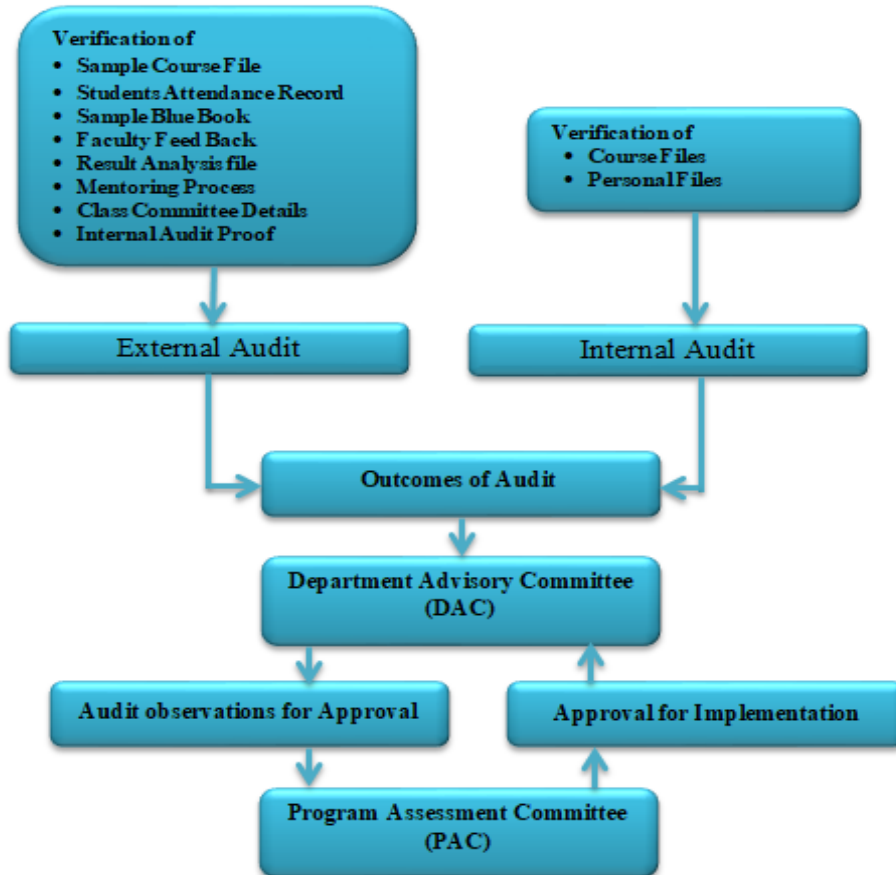 Verification of
• Sample Course File
• Students Attendance Record
• Sample Blue Book
• Faculty Feed Back
• Result Analysis file
• Mentoring Process
• Class Committee Details
• Internal Audit Proof
Verification of
• Course Files
• Personal Files
External Audit
Internal Audit
Outcomes of Audit
Department Advisory Committee
(DAC)
Audit observations for Approval
Approval for Implementation
Program Assessment Committee
(PAC)